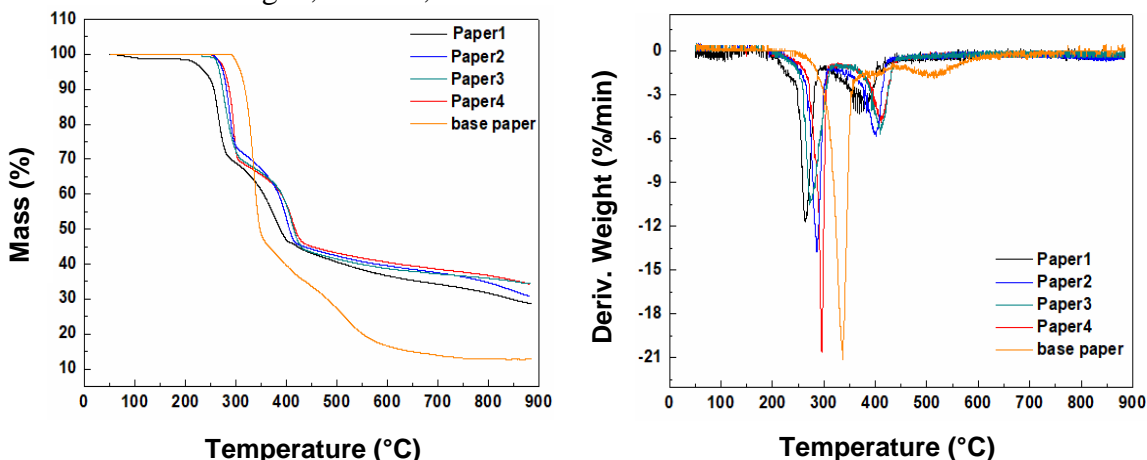 110
100
90
80
70
60
50
40
30
20
10
Mass (%)
Paper1
Paper2
Paper3
Paper4
base paper
0 100 200 300 400 500 600 700 800 900
Temperature (°C)
0
-3
-6
-9
-12
-15
-18
-21
Deriv. Weight (%/min)
Paper1
Paper2
Paper3
Paper4
base paper
0 100 200 300 400 500 600 700 800 900
Temperature (°C)